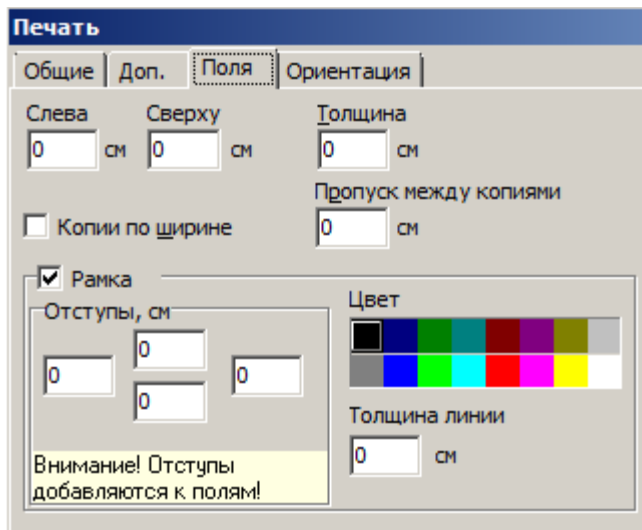 Печать
Общие Доп. Поля Ориентация
Слева Сверху Толщина
0 см 0 см 0 см
Пропуск между копиями
Копии по ширине 0 см
Рамка
Отступы, см Цвет
0
0 0
0
Толщина линии
0 см
Внимание! Отступы
добавляются к полям!